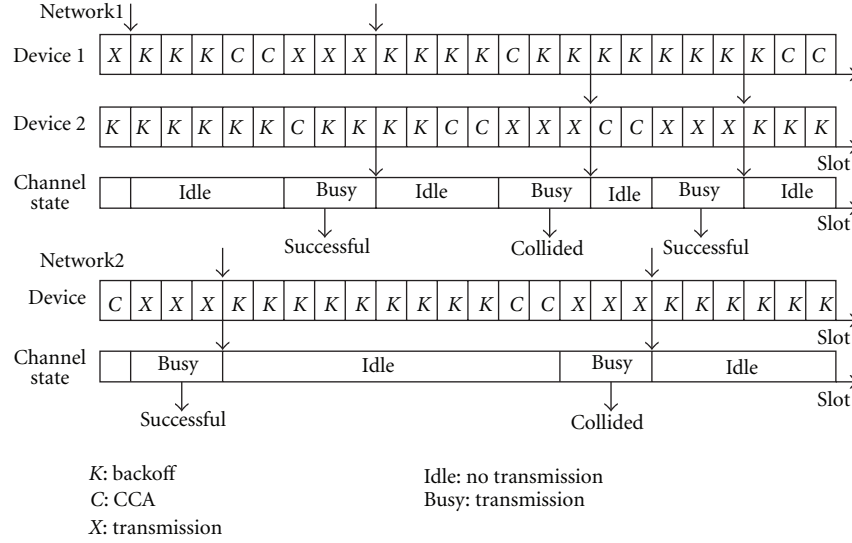 Network1
Device 1 X K K K C C X X X K K K K C K K K K K K K K C C
Device 2 K K K K K K C K K K K C C X X X C C X X X K K K
Slot
Channel state Idle Busy Idle Busy Idle Busy Idle
Slot
Successful Collided Successful
Network2
Device C X X X K K K K K K K K K C C X X X K K K K K K
Slot
Channel state Busy Idle Busy Idle
Slot
Successful Collided
K: backoff
C: CCA
X: transmission
Idle: no transmission
Busy: transmission